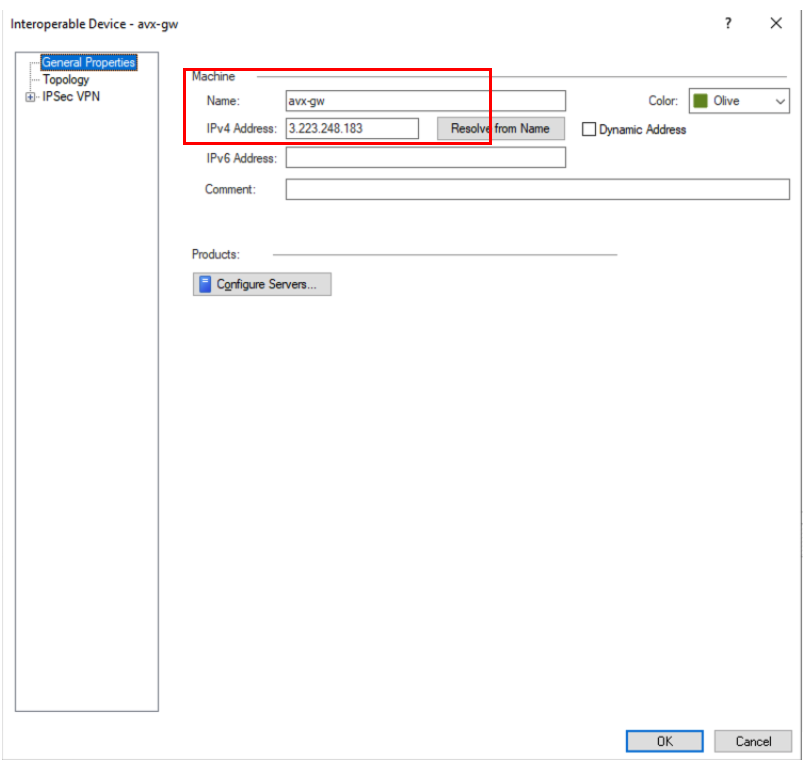 Interoperable Device - avx-gw
? ×
General Properties
Topology
IPSec VPN
Machine
Name: avx-gw Color: Olive
IPv4 Address: 3.223.248.183 Resolve from Name Dynamic Address
IPv6 Address:
Comment:
Products:
Configure Servers...
OK Cancel